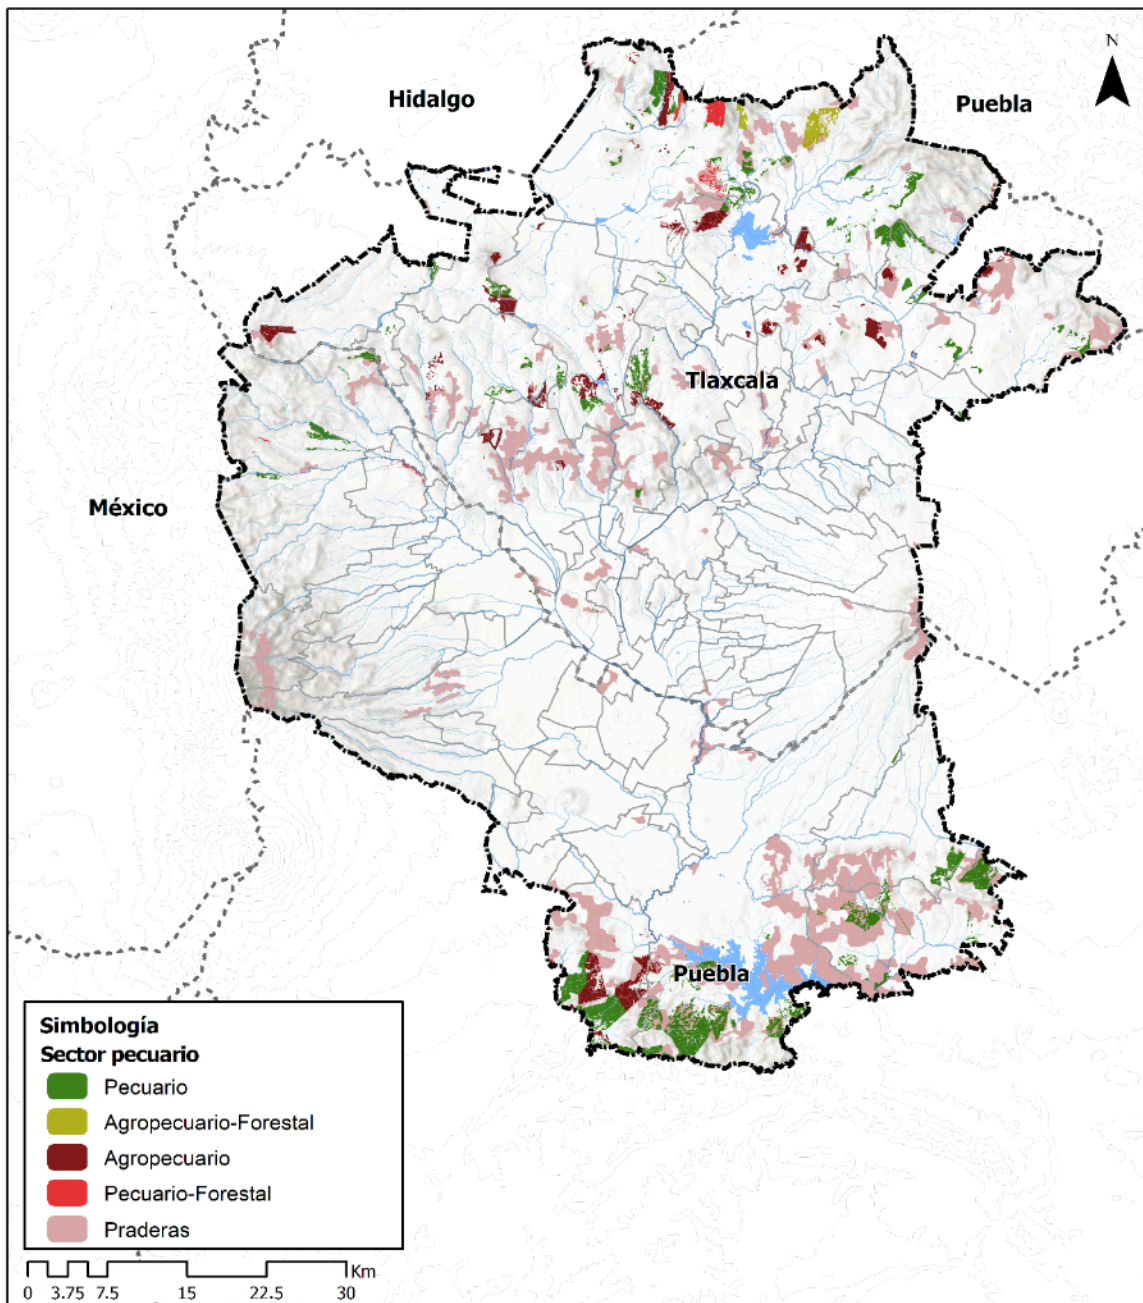 N
Hidalgo
Puebla
Tlaxcala
México
Puebla
Simbología
Sector pecuario
Pecuario
Agropecuario-Forestal
Agropecuario
Pecuario-Forestal
Praderas
Km
0 3.75 7.5 15 22.5 30